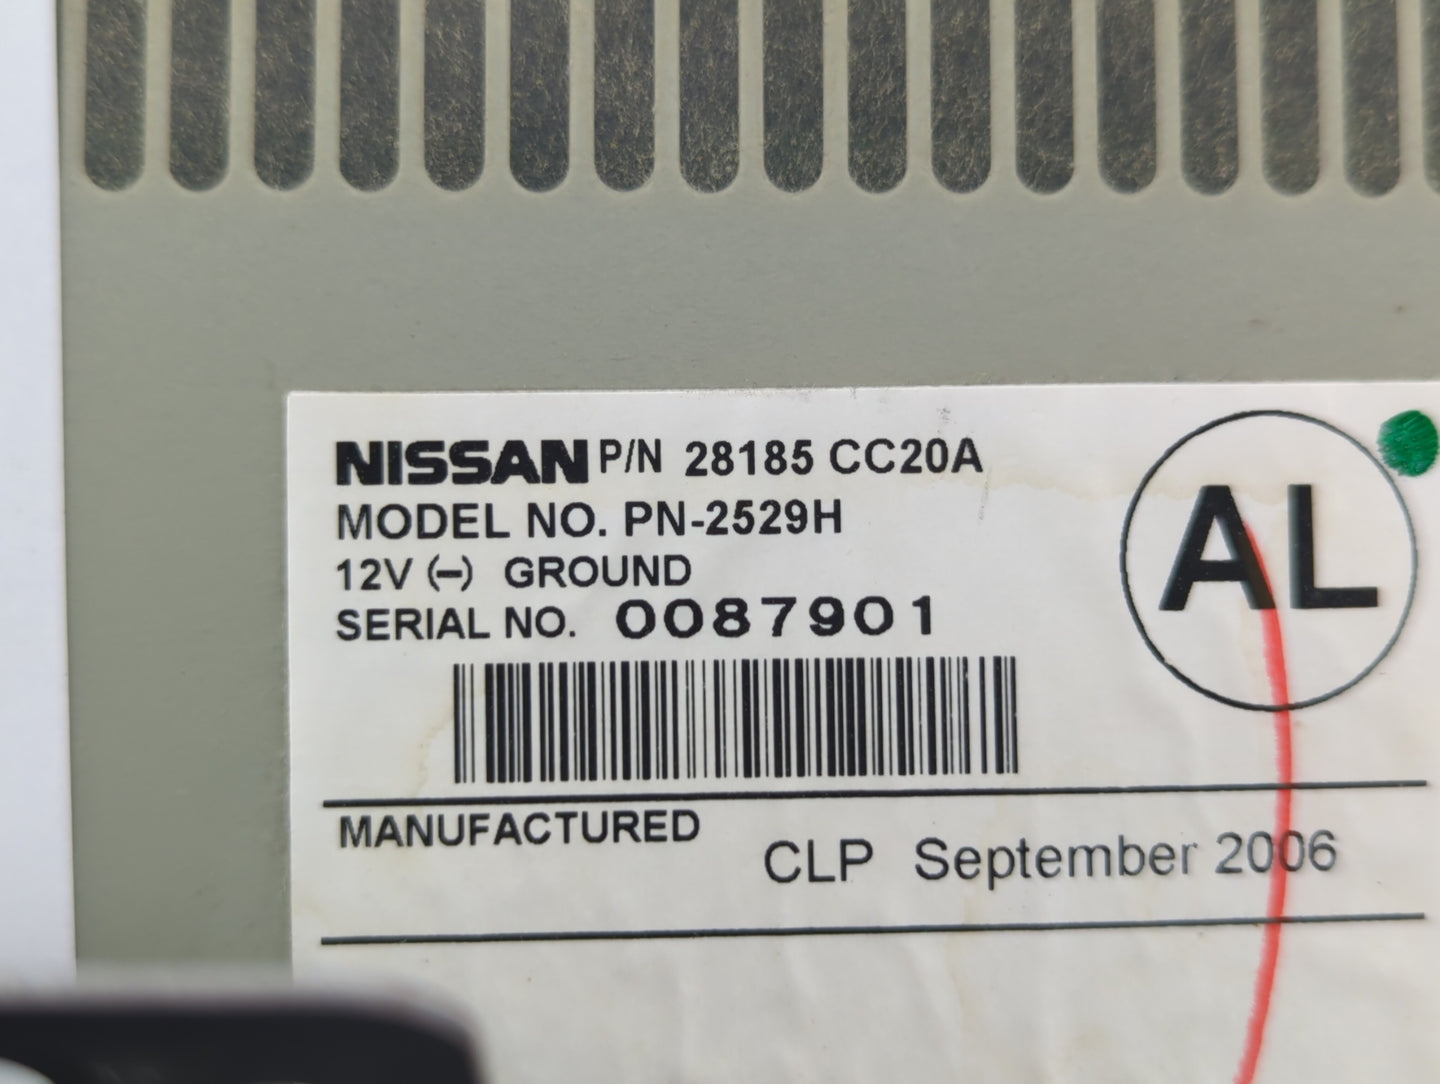 NISSAN P/N 28185 CC20A
MODEL NO. PN-2529H
12V (-) GROUND
SERIAL NO. 0087901
AL
MANUFACTURED
CLP September 2006